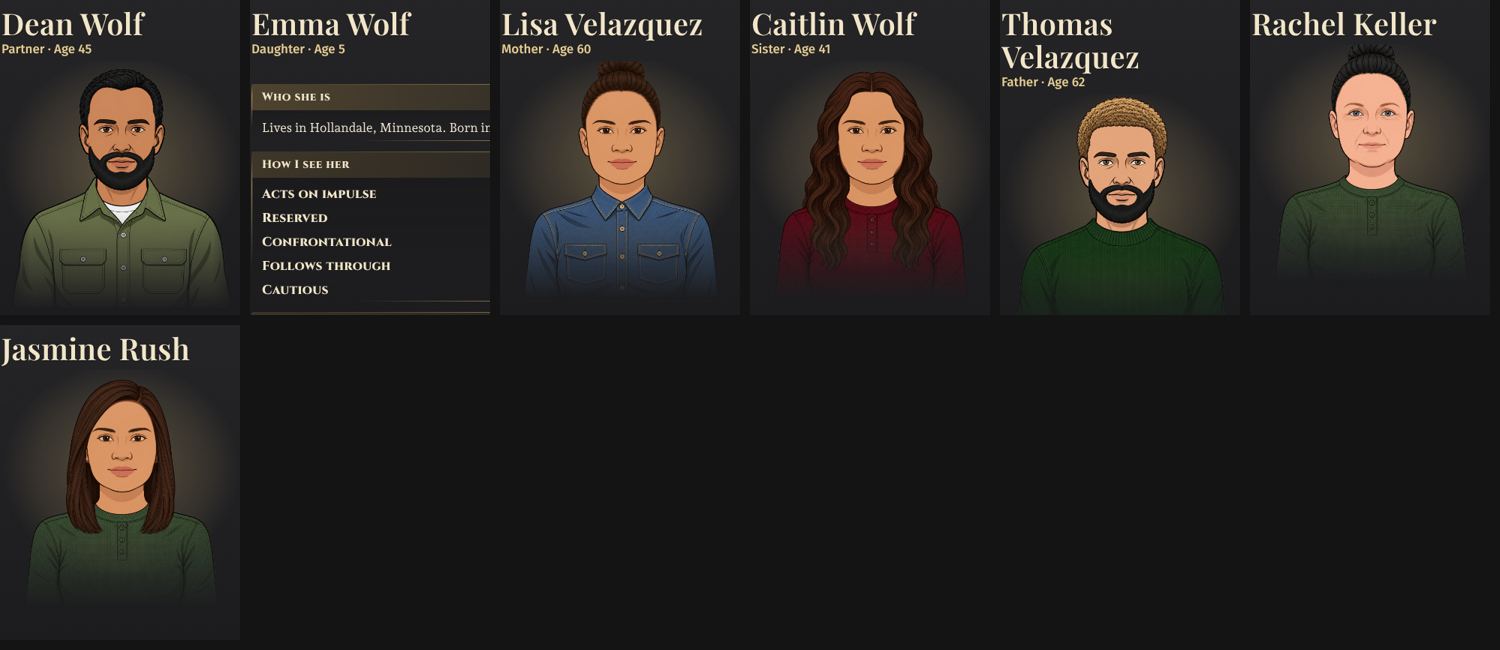 Dean Wolf
Partner · Age 45
Emma Wolf
Daughter · Age 5
Who she is
Lives in Hollandale, Minnesota. Born in
How I see her
Acts on impulse
Reserved
Confrontational
Follows through
Cautious
Lisa Velazquez
Mother · Age 60
Caitlin Wolf
Sister · Age 41
Thomas
Velazquez
Father · Age 62
Rachel Keller
Jasmine Rush